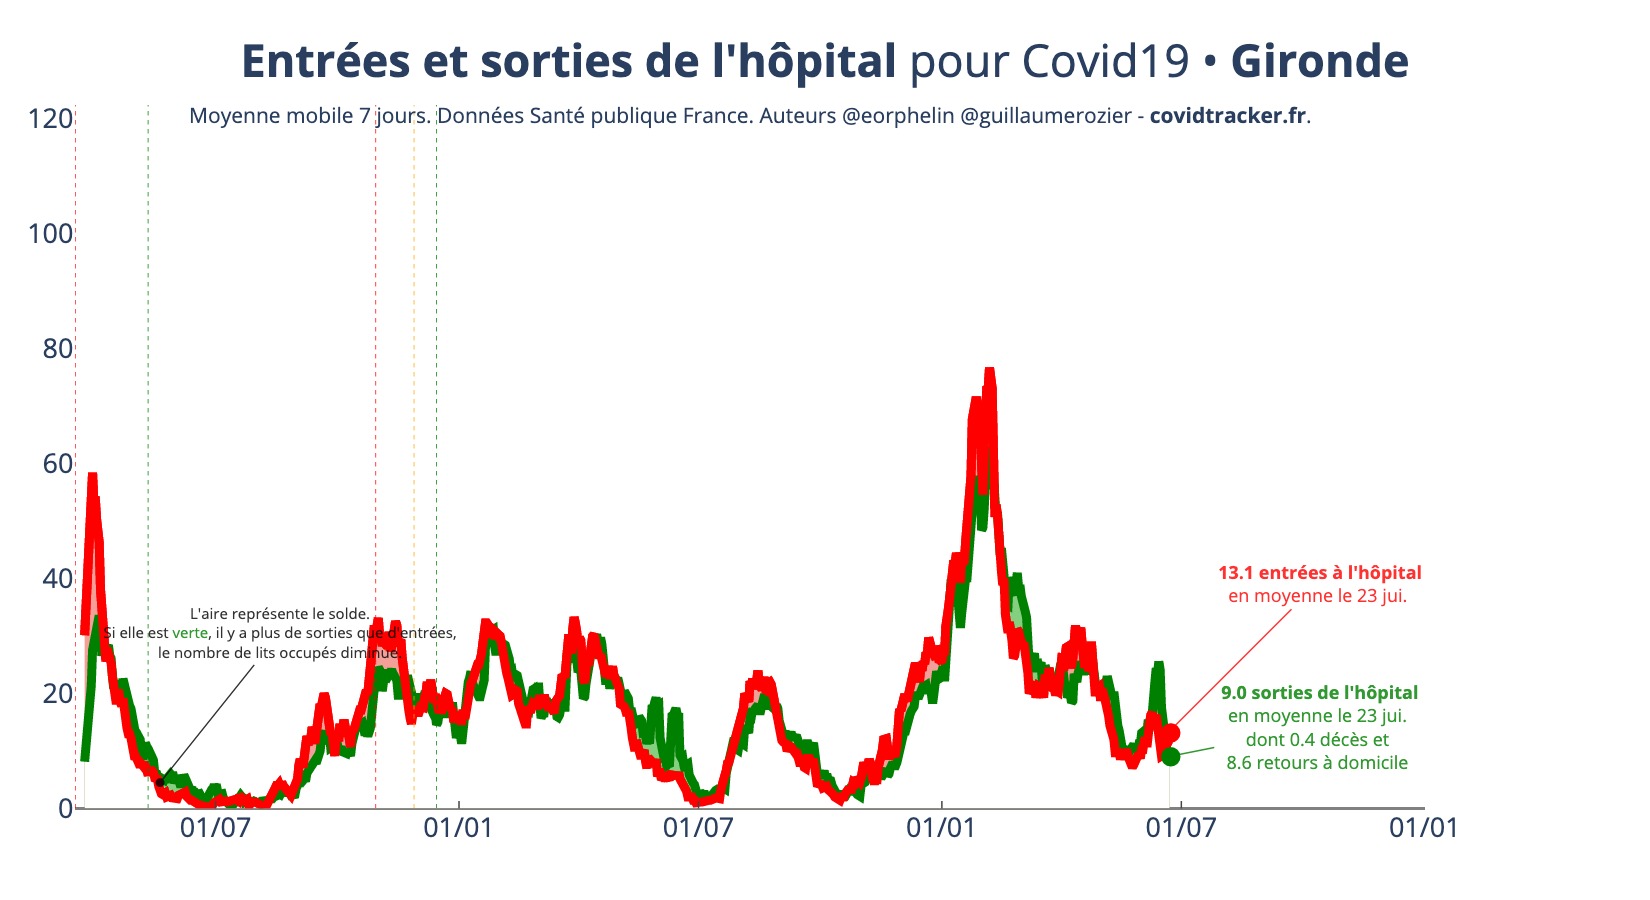 Entrées et sorties de l'hôpital pour Covid19 • Gironde
Moyenne mobile 7 jours. Données Santé publique France. Auteurs @eorphelin @guillaumerozier - covidtracker.fr.
120
100
80
60
40
20
0
L'aire représente le solde.
Si elle est verte, il y a plus de sorties que d'entrées,
le nombre de lits occupés diminue.
13.1 entrées à l'hôpital
en moyenne le 23 jui.
9.0 sorties de l'hôpital
en moyenne le 23 jui.
dont 0.4 décès et
8.6 retours à domicile
01/07
01/01
01/07
01/01
01/07
01/01